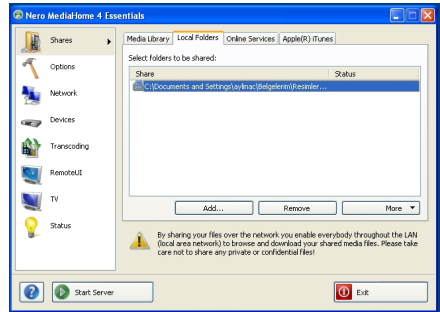 Nero MediaHome 4 Essentials
Shares
Options
Network
Devices
Transcoding
RemoteUI
TV
Status
Media Library Local Folders Online Services Apple(R) iTunes
Select folders to be shared:
Share Status
C:\Documents and Settings\aylinac\Belgelerim\Resimler...
Add... Remove More
By sharing your files over the network you enable everybody throughout the LAN
(local area network) to browse and download your shared media files. Please take
care not to share any private or confidential files!
Start Server Exit